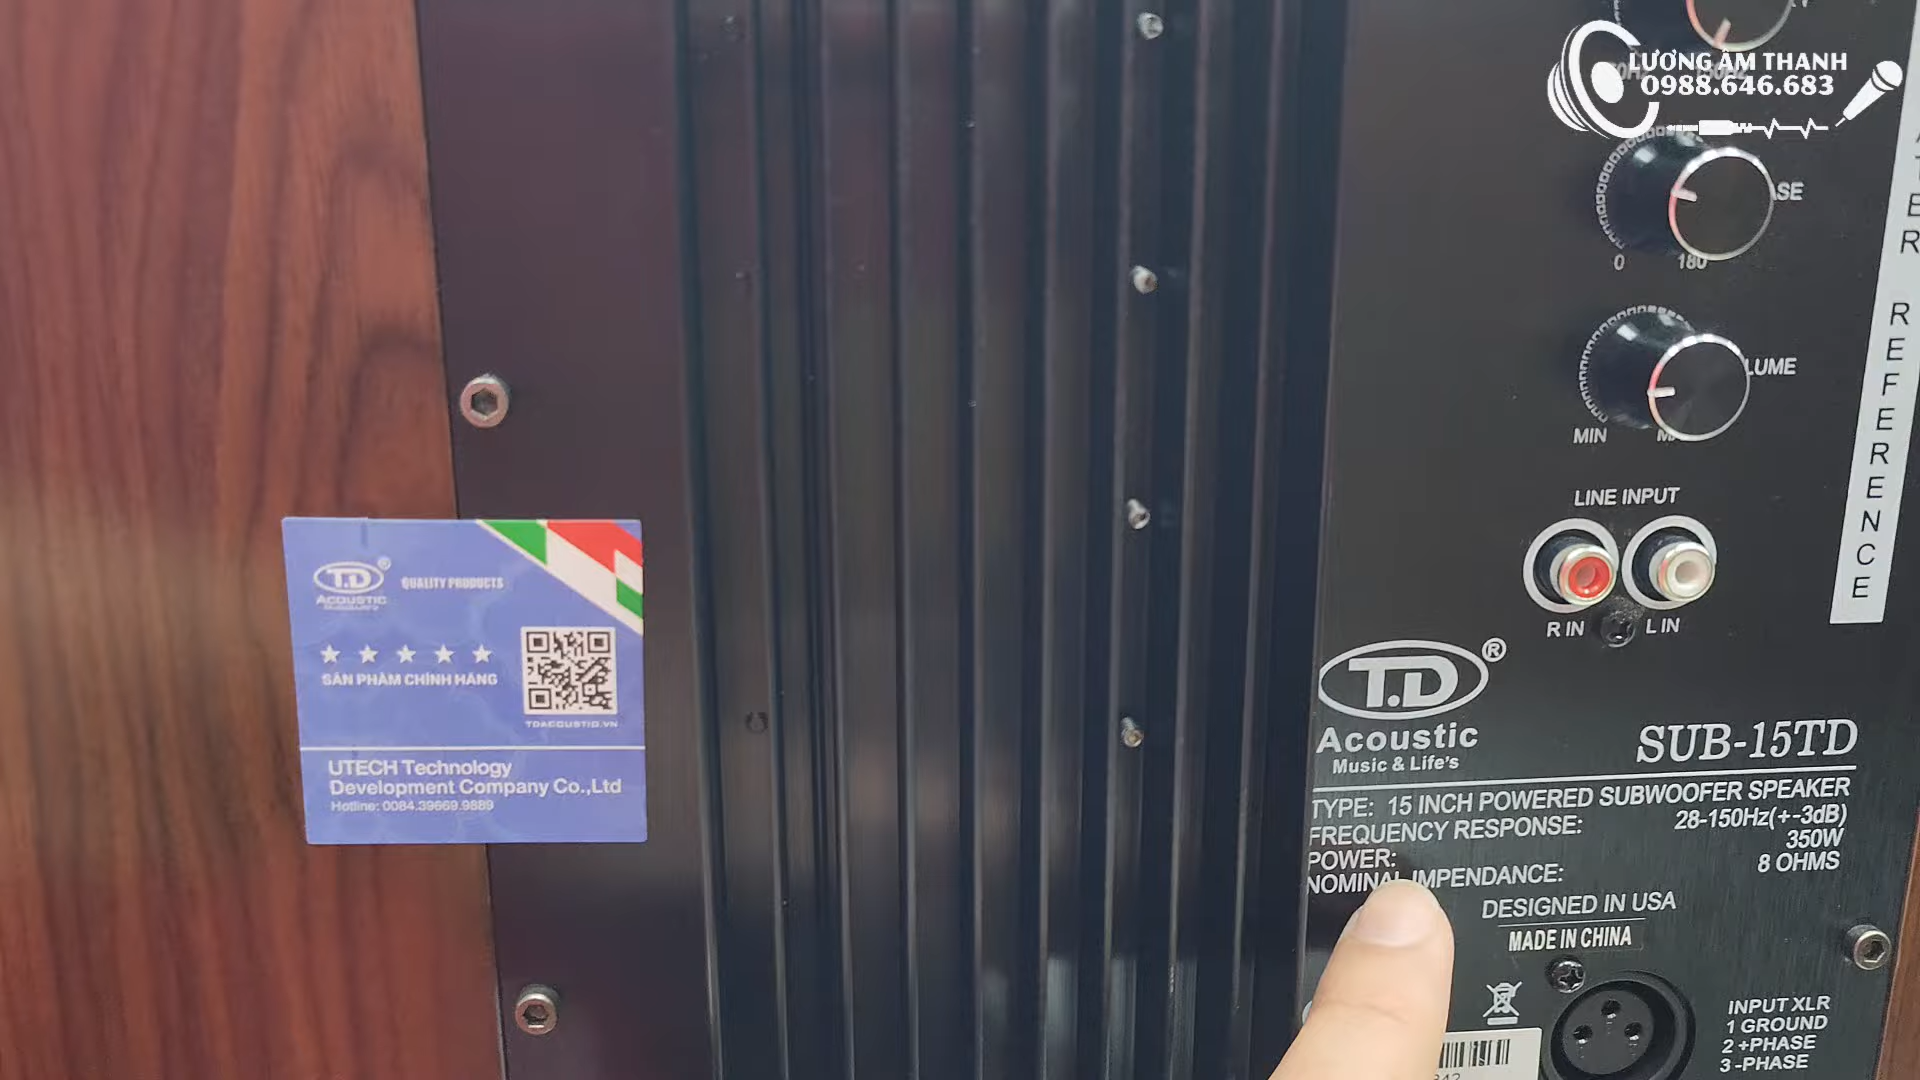 LƯỢNG ÂM THANH
0988.646.683
ASE
0 180
LUME
MIN
LINE INPUT
R IN L IN
REFERENCE
T.D ®
Acoustic
Music & Life's
SUB-15TD
TYPE: 15 INCH POWERED SUBWOOFER SPEAKER
FREQUENCY RESPONSE: 28-150Hz(+-3dB)
POWER: 350W
NOMINAL IMPENDANCE: 8 OHMS
DESIGNED IN USA
MADE IN CHINA
INPUT XLR
1 GROUND
2 +PHASE
3 -PHASE
T.D ®
ACOUSTIC
QUALITY PRODUCTS
SẢN PHẨM CHÍNH HÃNG
TDACOUSTIC.VN
UTECH Technology
Development Company Co.,Ltd
Hotline: 0084.39669.9889